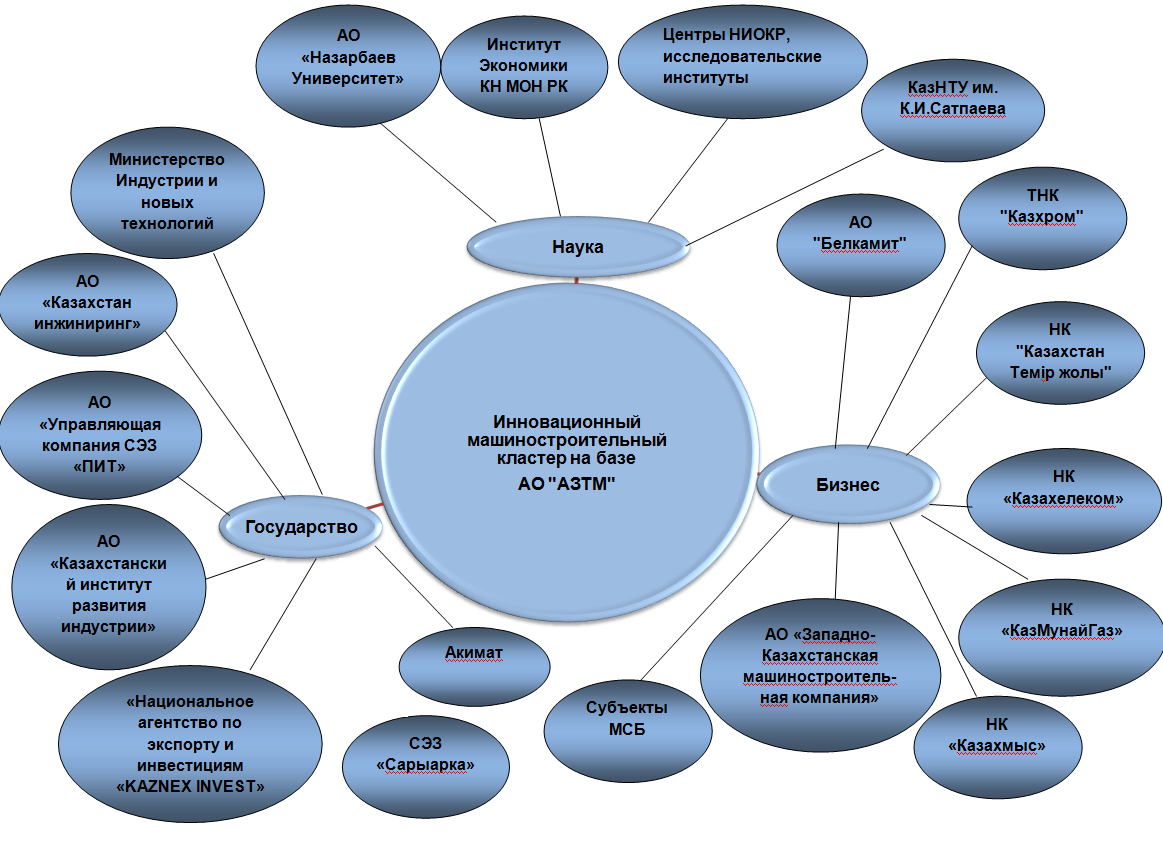 АО
«Назарбаев
Университет»
Институт
Экономики
КН МОН РК
Центры НИОКР,
исследовательские
институты
КазНТУ им.
К.И.Сатпаева
Министерство
Индустрии и
новых
технологий
Наука
АО
"Белкамит"
ТНК
"Казхром"
АО
«Казахстан
инжиниринг»
НК
"Казахстан
Темір жолы"
АО
«Управляющая
компания СЭЗ
«ПИТ»
Инновационный
машиностроительный
кластер на базе
АО "АЗТМ"
Бизнес
НК
«Казахелеком»
Государство
АО
«Казахстански
й институт
развития
индустрии»
НК
«КазМунайГаз»
Акимат
АО «Западно-
Казахстанская
машиностроитель-
ная компания»
«Национальное
агентство по
экспорту и
инвестициям
«KAZNEX INVEST»
СЭЗ
«Сарыарка»
Субъекты
МСБ
НК
«Казахмыс»